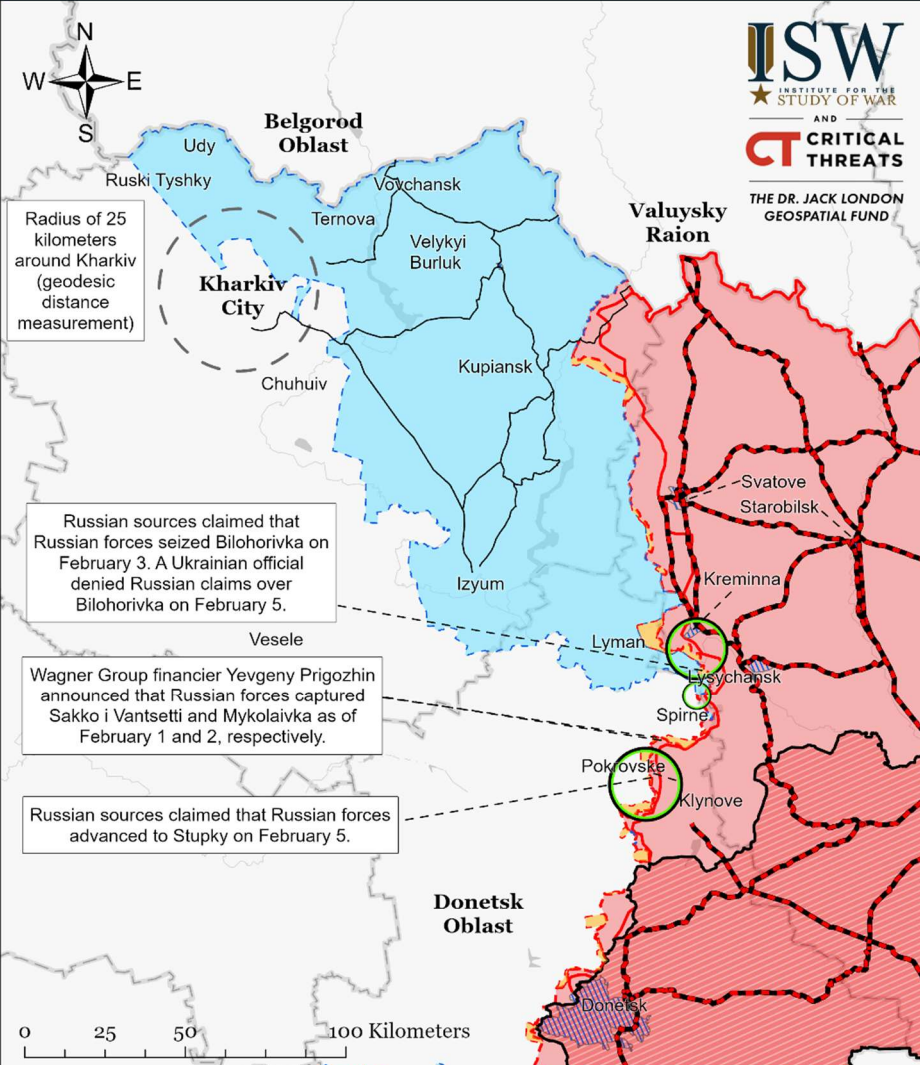 N
W
E
S
ISW
INSTITUTE FOR THE
STUDY OF WAR
AND
CT CRITICAL
THREATS
THE DR. JACK LONDON
GEOSPATIAL FUND
Belgorod
Oblast
Udy
Ruski Tyshky
Vovchansk
Ternova
Valuysky
Raion
Radius of 25
kilometers
around Kharkiv
(geodesic
distance
measurement)
Velykyi
Burluk
Kharkiv
City
Kupiansk
Chuhuiv
Svatove
Starobilsk
Russian sources claimed that
Russian forces seized Bilohorivka on
February 3. A Ukrainian official
denied Russian claims over
Bilohorivka on February 5.
Izyum
Kreminna
Vesele
Lyman
Lysychansk
Wagner Group financier Yevgeny Prigozhin
announced that Russian forces captured
Sakko i Vantsetti and Mykolaivka as of
February 1 and 2, respectively.
Spirne
Pokrovske
Klynove
Russian sources claimed that Russian forces
advanced to Stupky on February 5.
Donetsk
Oblast
Donetsk
0 25 50 100 Kilometers